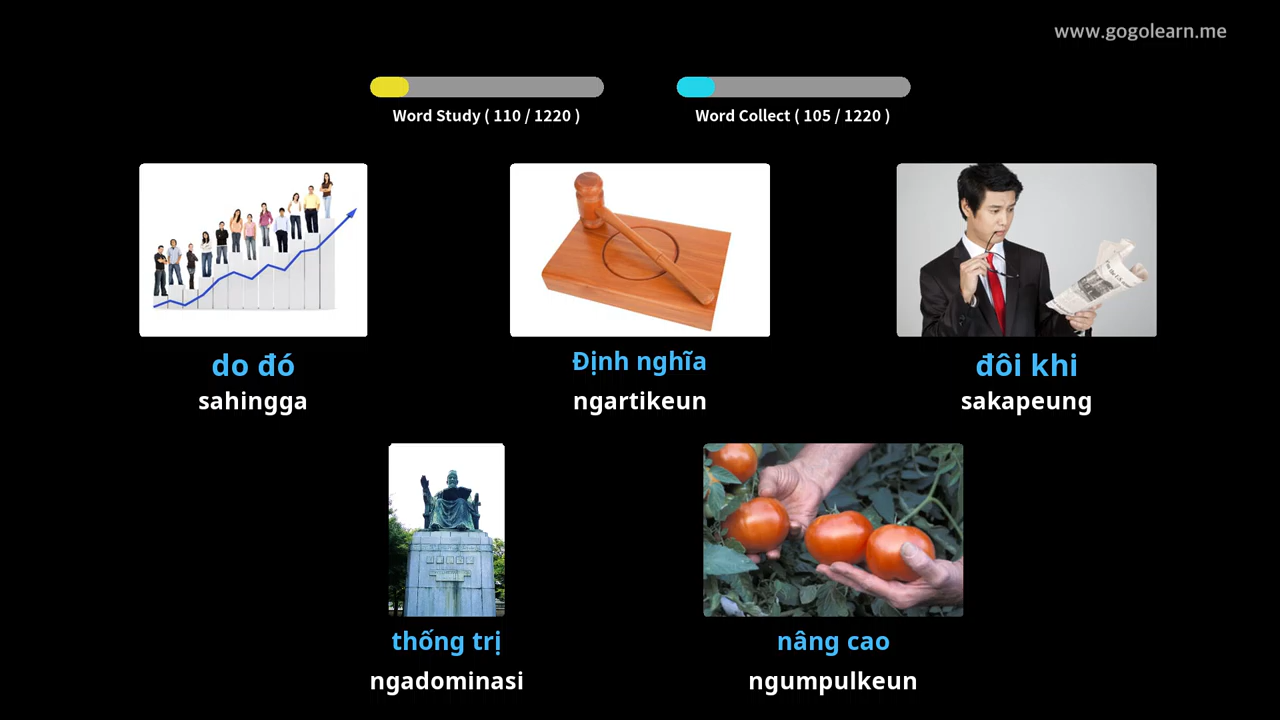 www.gogolearn.me
Word Study ( 110 / 1220 )
Word Collect ( 105 / 1220 )
do đó
sahingga
Định nghĩa
ngartikeun
đôi khi
sakapeung
thống trị
ngadominasi
nâng cao
ngumpulkeun